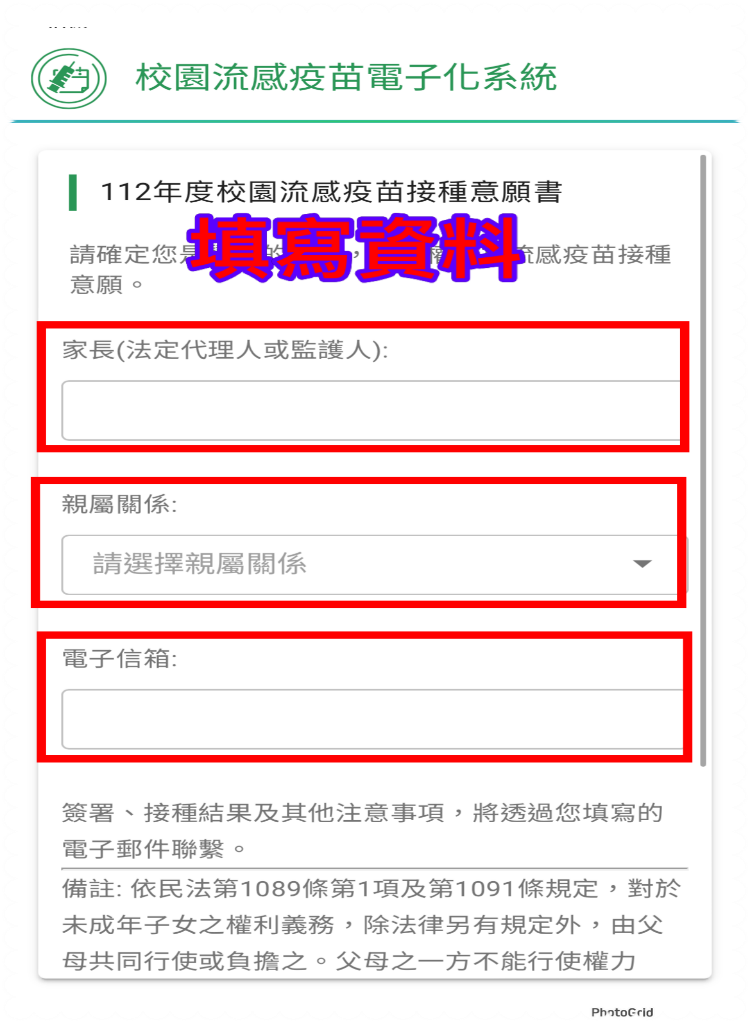 校園流感疫苗電子化系統
112年度校園流感疫苗接種意願書
填寫資料
請確定您是 的 , 流感疫苗接種
意願。
家長(法定代理人或監護人):
親屬關係:
請選擇親屬關係
電子信箱:
簽署、接種結果及其他注意事項，將透過您填寫的
電子郵件聯繫。
備註: 依民法第1089條第1項及第1091條規定，對於
未成年子女之權利義務，除法律另有規定外，由父
母共同行使或負擔之。父母之一方不能行使權力
PhotoGrid